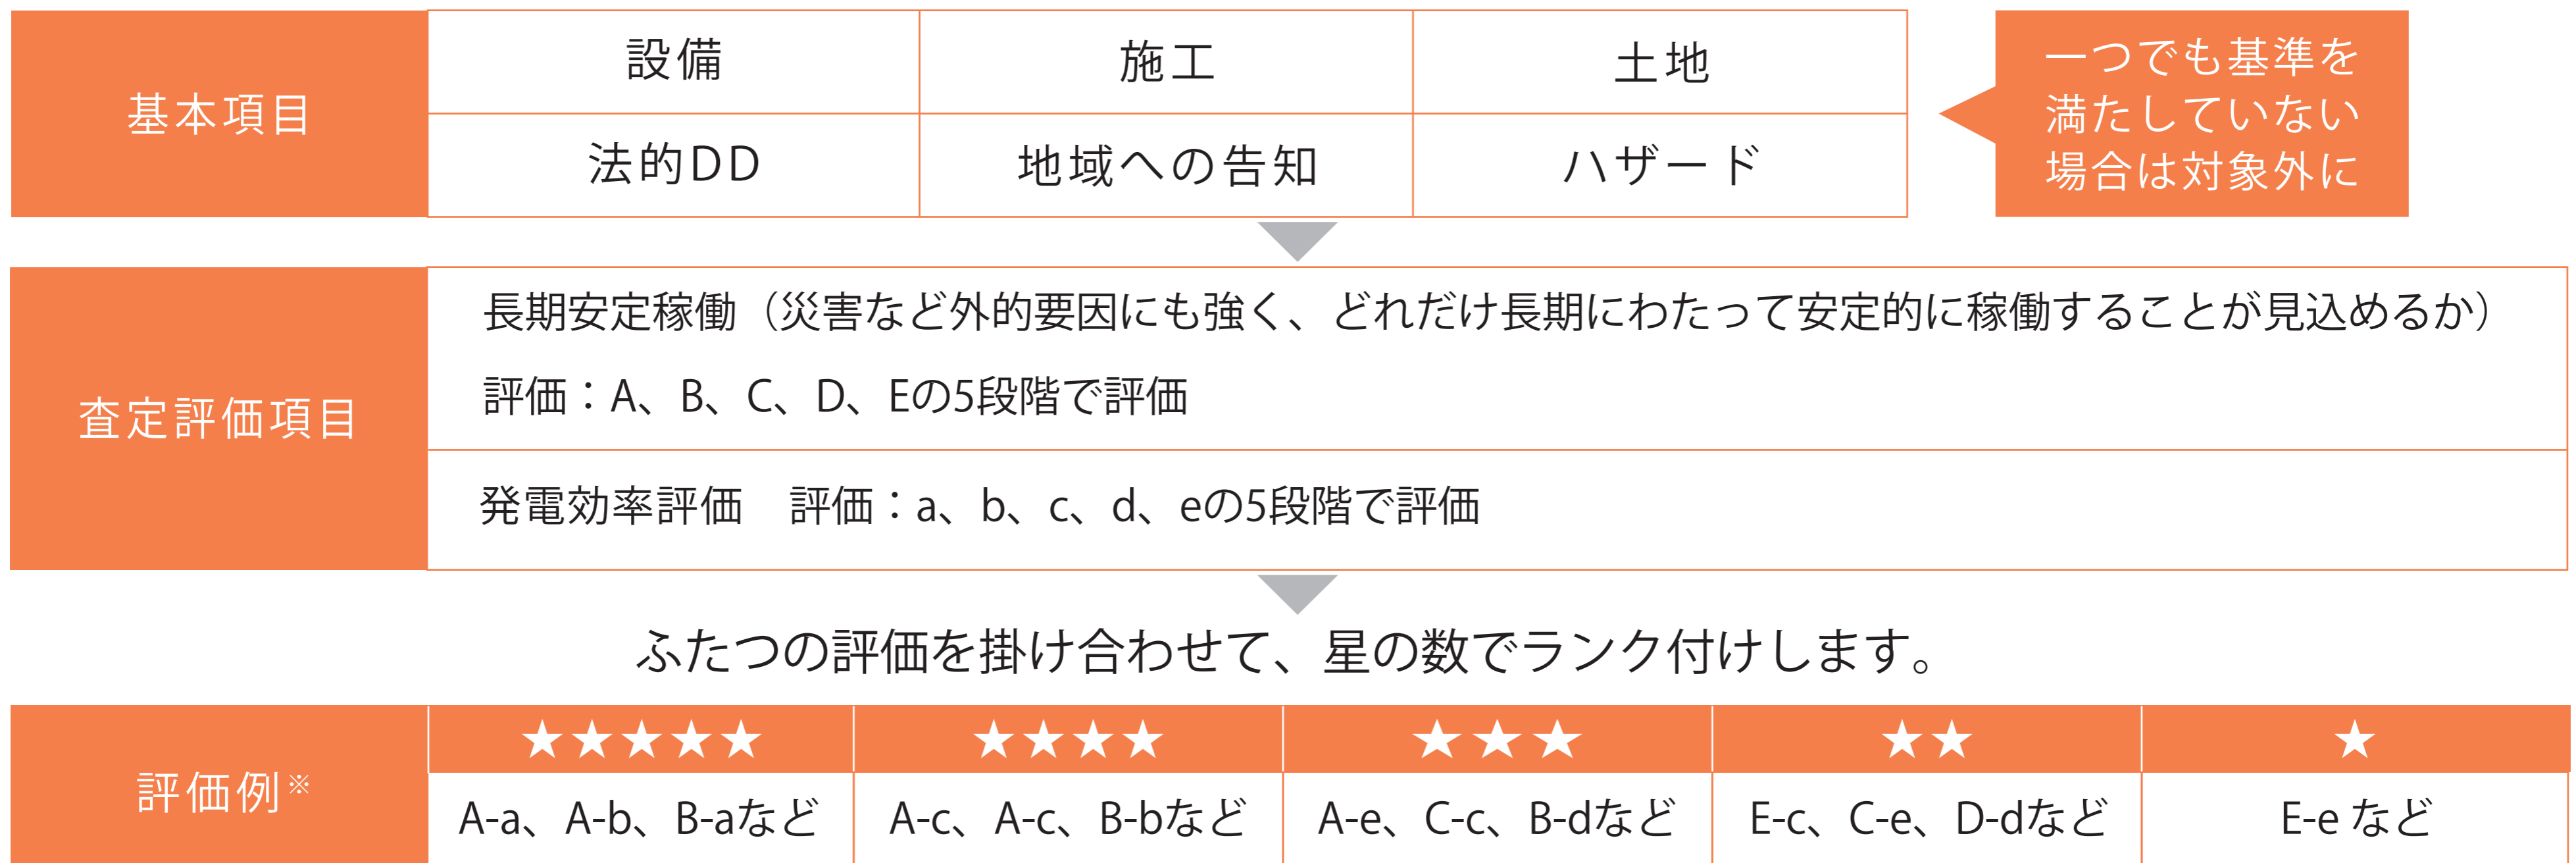 基本項目
設備
施工
土地
法的DD
地域への告知
ハザード
一つでも基準を
満たしていない
場合は対象外に
査定評価項目
長期安定稼働（災害など外的要因にも強く、どれだけ長期にわたって安定的に稼働することが見込めるか）
評価：A、B、C、D、Eの5段階で評価
発電効率評価　評価：a、b、c、d、eの5段階で評価
ふたつの評価を掛け合わせて、星の数でランク付けします。
評価例※
★★★★★
★★★★
★★★
★★
★
A-a、A-b、B-aなど
A-c、A-c、B-bなど
A-e、C-c、B-dなど
E-c、C-e、D-dなど
E-e など